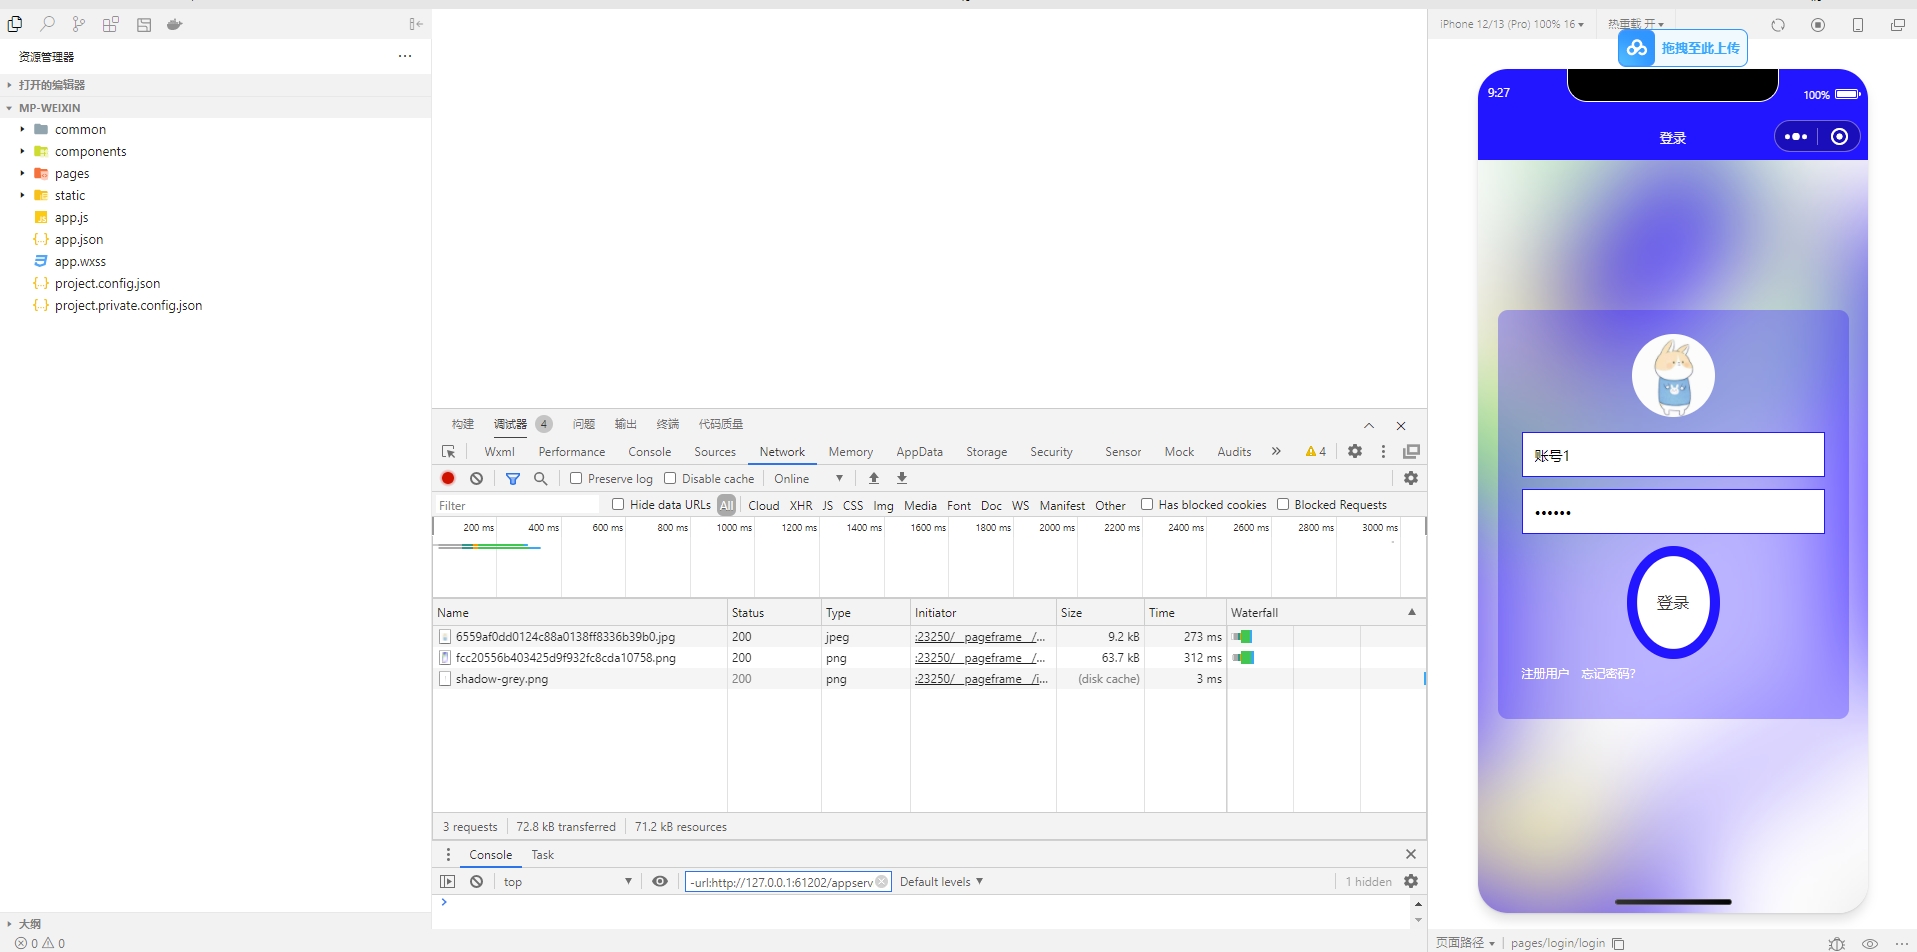 资源管理器
打开的编辑器
MP-WEIXIN
common
components
pages
static
app.js
app.json
app.wxss
project.config.json
project.private.config.json
大纲
0 0
构建 调试器 4 问题 输出 终端 代码质量
Wxml Performance Console Sources Network Memory AppData Storage Security Sensor Mock Audits 4
Preserve log Disable cache Online
Filter Hide data URLs All Cloud XHR JS CSS Img Media Font Doc WS Manifest Other Has blocked cookies Blocked Requests
200 ms 400 ms 600 ms 800 ms 1000 ms 1200 ms 1400 ms 1600 ms 1800 ms 2000 ms 2200 ms 2400 ms 2600 ms 2800 ms 3000 ms
Name Status Type Initiator Size Time Waterfall
6559af0dd0124c88a0138ff8336b39b0.jpg 200 jpeg :23250/__pageframe__/... 9.2 kB 273 ms
fcc20556b403425d9f932fc8cda10758.png 200 png :23250/__pageframe__/... 63.7 kB 312 ms
shadow-grey.png 200 png :23250/__pageframe__/i... (disk cache) 3 ms
3 requests 72.8 kB transferred 71.2 kB resources
Console Task
top -url:http://127.0.0.1:61202/appserv Default levels 1 hidden
iPhone 12/13 (Pro) 100% 16 热重载 开
拖拽至此上传
9:27 100%
登录
账号1
••••••
登录
注册用户 忘记密码?
页面路径 pages/login/login